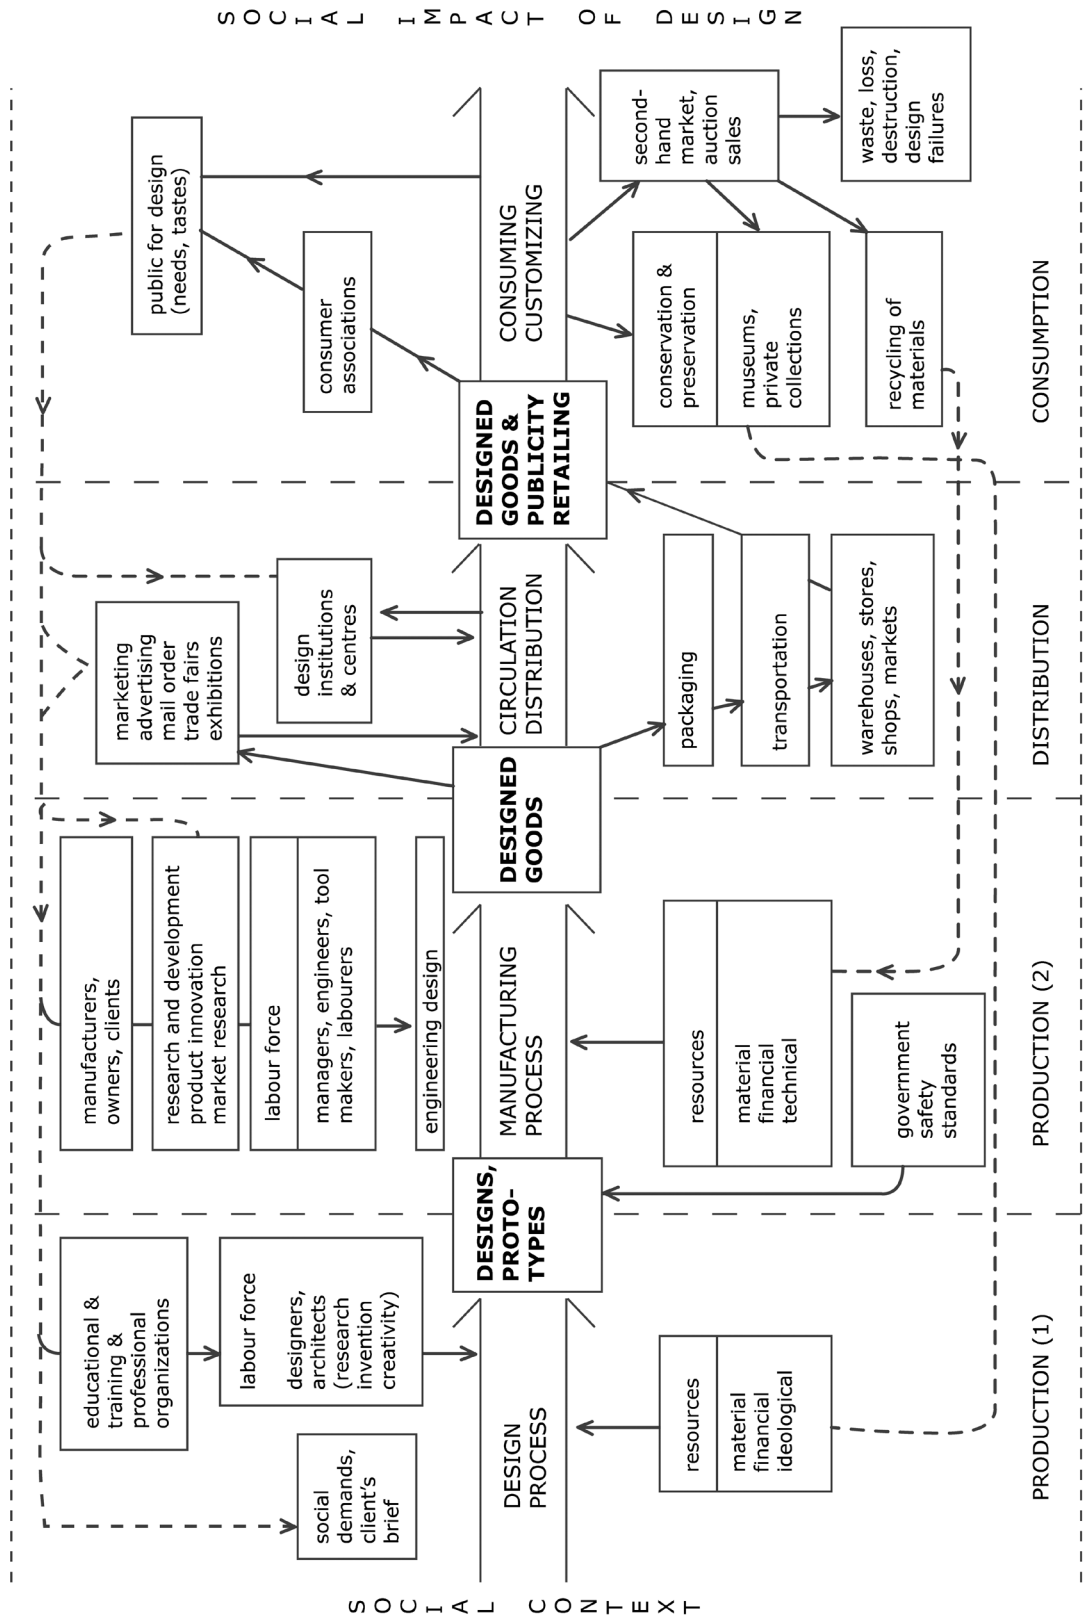 SOCIAL CONTEXT
SOCIAL IMPACT OF DESIGN
educational &
training &
professional
organizations
labour force
designers,
architects
(research
invention
creativity)
social
demands,
client's
brief
DESIGN
PROCESS
resources
material
financial
ideological
PRODUCTION (1)
DESIGNS,
PROTO-
TYPES
manufacturers,
owners, clients
research and development
product innovation
market research
labour force
managers, engineers, tool
makers, labourers
engineering design
MANUFACTURING
PROCESS
resources
material
financial
technical
government
safety
standards
PRODUCTION (2)
DESIGNED
GOODS
marketing
advertising
mail order
trade fairs
exhibitions
design
institutions
& centres
CIRCULATION
DISTRIBUTION
packaging
transportation
warehouses, stores,
shops, markets
DISTRIBUTION
DESIGNED
GOODS &
PUBLICITY
RETAILING
public for design
(needs, tastes)
consumer
associations
CONSUMING
CUSTOMIZING
conservation &
preservation
museums,
private
collections
second-
hand
market,
auction
sales
recycling of
materials
waste, loss,
destruction,
design
failures
CONSUMPTION